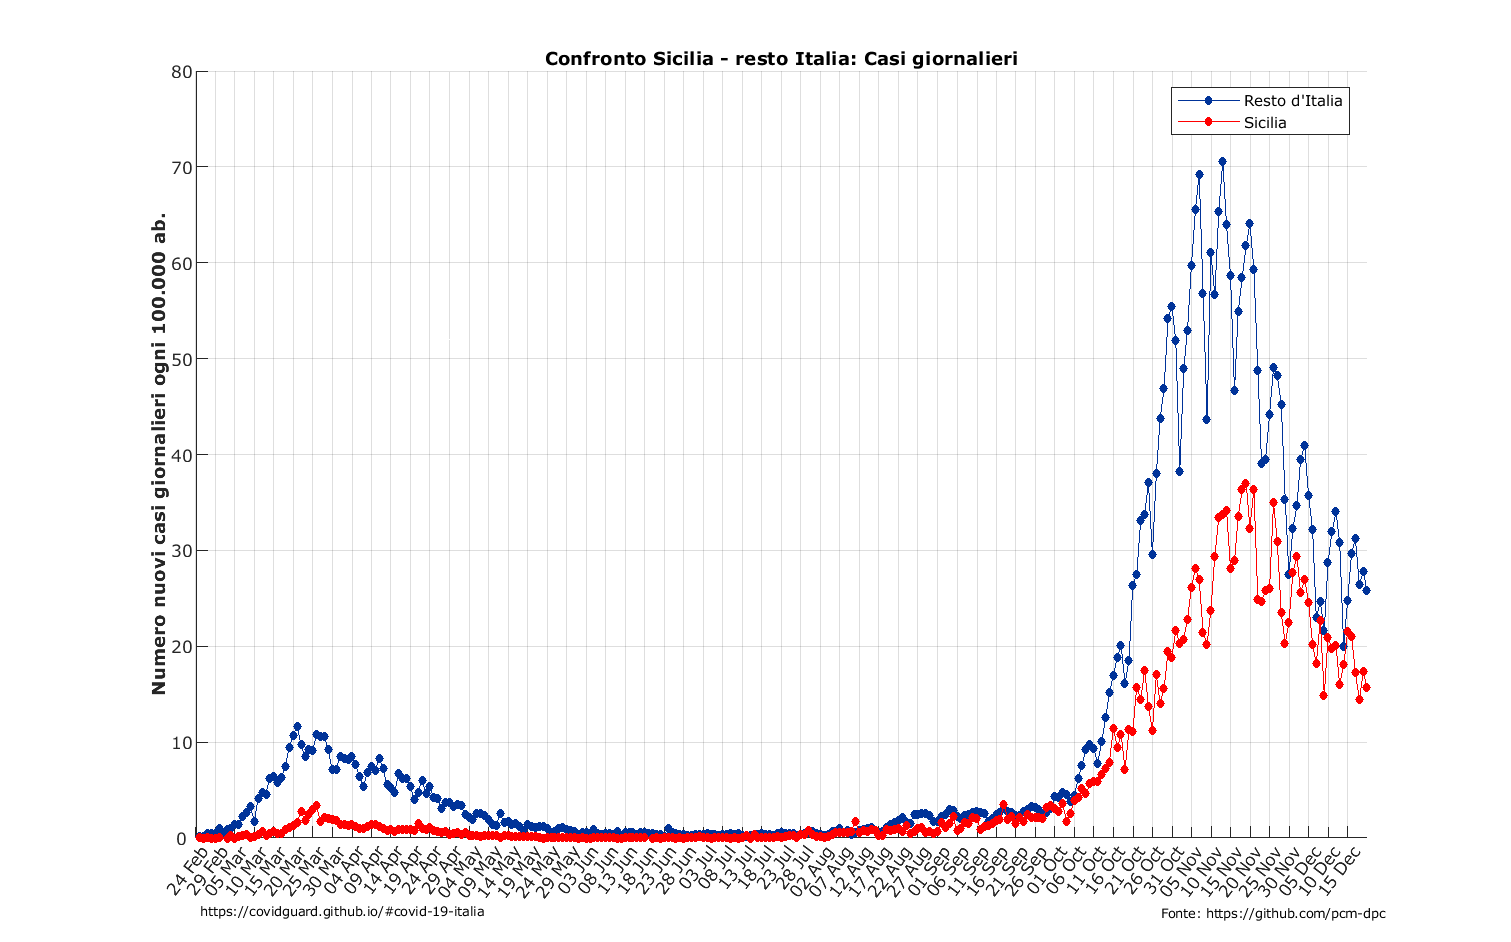 Confronto Sicilia - resto Italia: Casi giornalieri
Resto d'Italia
Sicilia
Numero nuovi casi giornalieri ogni 100.000 ab.
80
70
60
50
40
30
20
10
0
24 Feb
29 Feb
05 Mar
10 Mar
15 Mar
20 Mar
25 Mar
30 Mar
04 Apr
09 Apr
14 Apr
19 Apr
24 Apr
29 Apr
04 May
09 May
14 May
19 May
24 May
29 May
03 Jun
08 Jun
13 Jun
18 Jun
23 Jun
28 Jun
03 Jul
08 Jul
13 Jul
18 Jul
23 Jul
28 Jul
02 Aug
07 Aug
12 Aug
17 Aug
22 Aug
27 Aug
01 Sep
06 Sep
11 Sep
16 Sep
21 Sep
26 Sep
01 Oct
06 Oct
11 Oct
16 Oct
21 Oct
26 Oct
31 Oct
05 Nov
10 Nov
15 Nov
20 Nov
25 Nov
30 Nov
05 Dec
10 Dec
15 Dec
https://covidguard.github.io/#covid-19-italia
Fonte: https://github.com/pcm-dpc